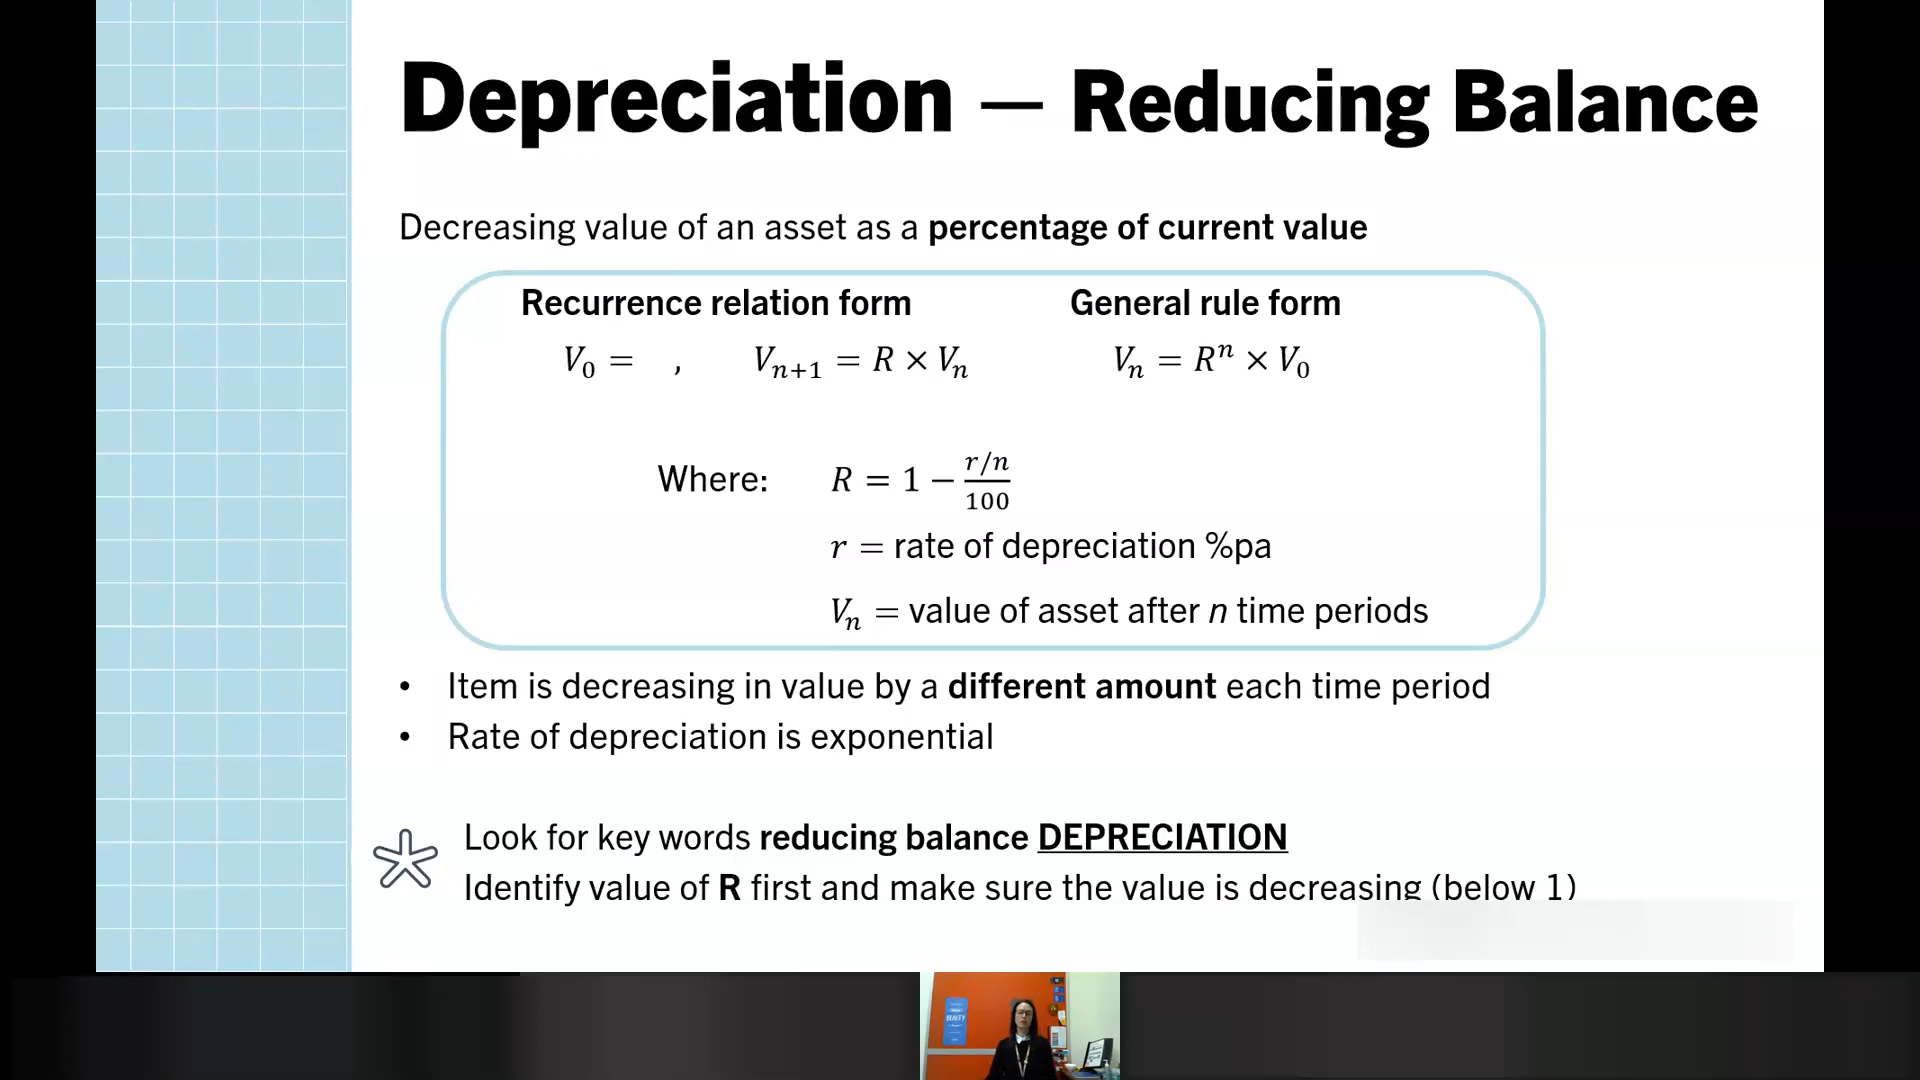 Depreciation — Reducing Balance
Decreasing value of an asset as a percentage of current value
Recurrence relation form
General rule form
V₀ = , Vₙ₊₁ = R × Vₙ
Vₙ = Rⁿ × V₀
Where: R = 1 − (r/n)/100
r = rate of depreciation %pa
Vₙ = value of asset after n time periods
• Item is decreasing in value by a different amount each time period
• Rate of depreciation is exponential
Look for key words reducing balance DEPRECIATION
Identify value of R first and make sure the value is decreasing (below 1)